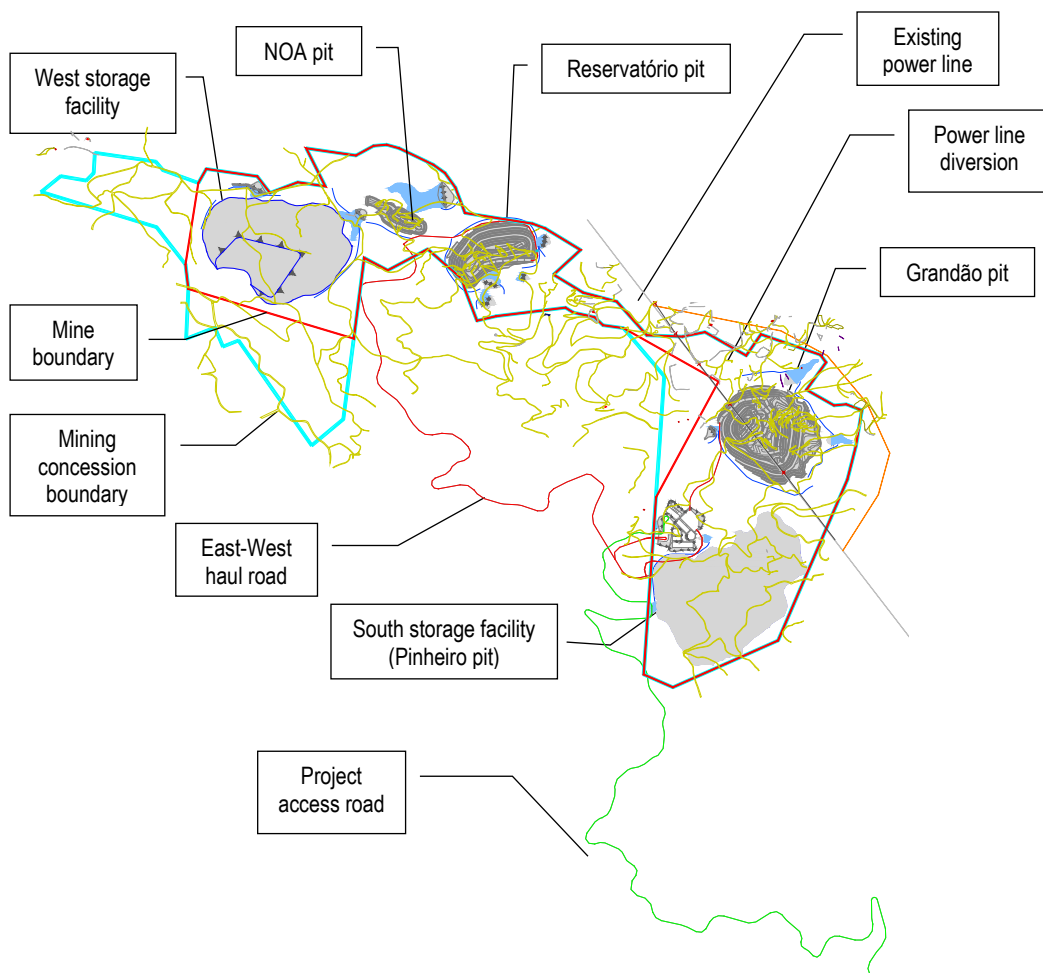 NOA pit
Existing
power line
West storage
facility
Reservatório pit
Power line
diversion
Grandão pit
Mine
boundary
Mining
concession
boundary
East-West
haul road
South storage facility
(Pinheiro pit)
Project
access road